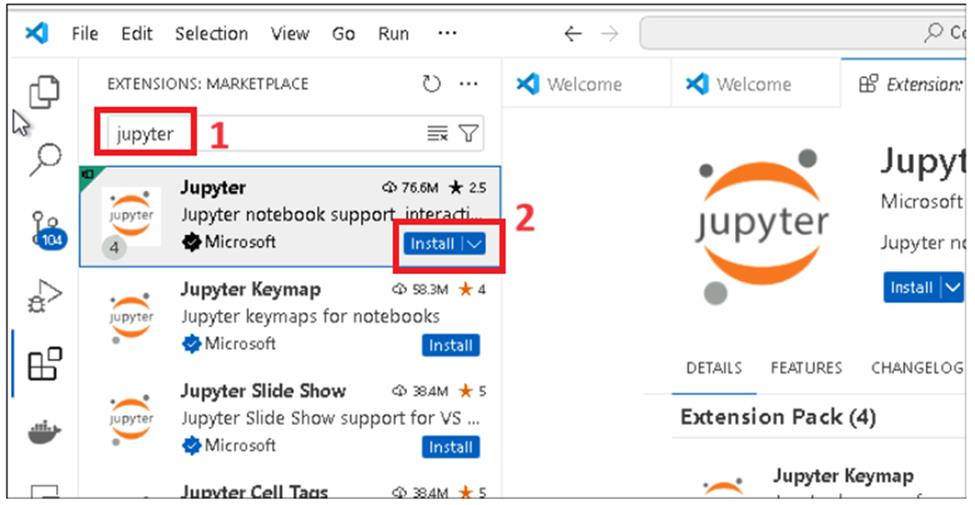 File Edit Selection View Go Run ...
EXTENSIONS: MARKETPLACE
jupyter
1
Jupyter 76.6M ★ 2.5
Jupyter notebook support, interacti...
Microsoft Install
2
4
jupyter
Jupyter Keymap 58.3M ★ 4
Jupyter keymaps for notebooks
Microsoft Install
jupyter
Jupyter Slide Show 38.4M ★ 5
Jupyter Slide Show support for VS ...
Microsoft Install
jupyter
Jupyter Cell Tags 38.4M ★ 5
104
Welcome Welcome Extension:
jupyter
Microsoft
Install
DETAILS FEATURES CHANGELOG
Extension Pack (4)
Jupyter Keymap